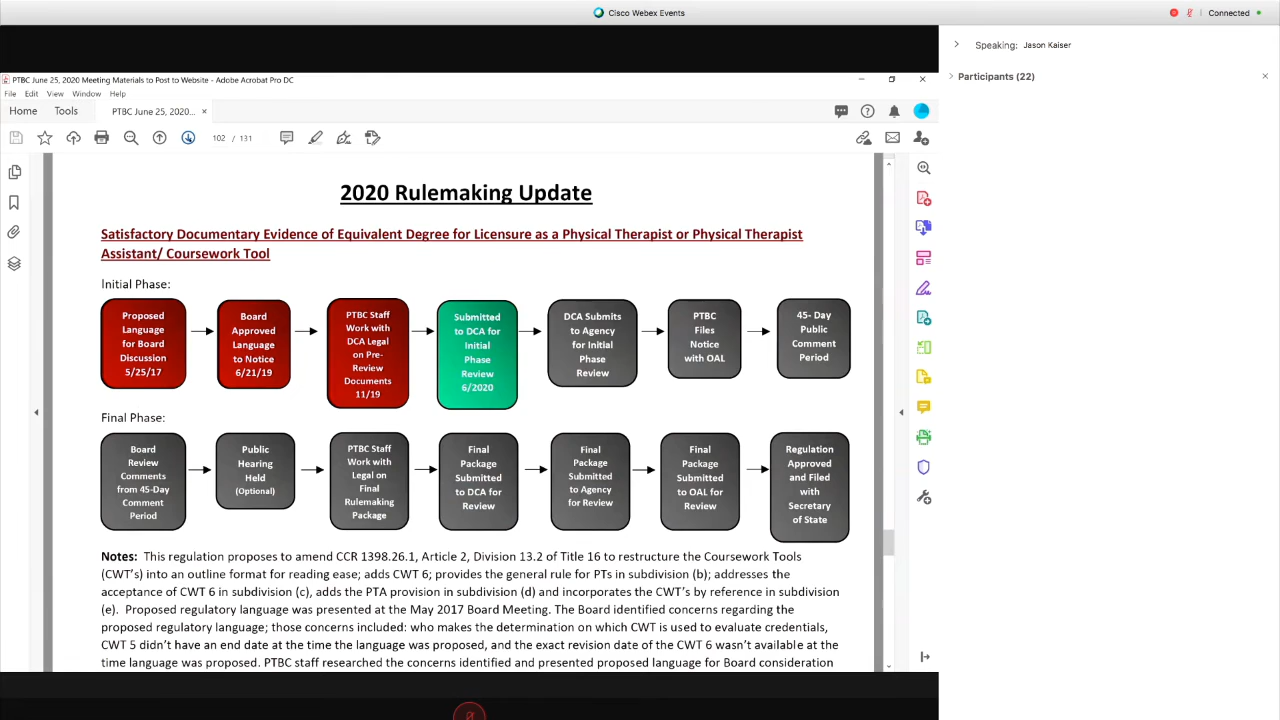 Cisco Webex Events
Connected
Speaking: Jason Kaiser
Participants (22)
PTBC June 25, 2020 Meeting Materials to Post to Website - Adobe Acrobat Pro DC
File Edit View Window Help
Home Tools PTBC June 25, 2020... ×
102 / 131
2020 Rulemaking Update
Satisfactory Documentary Evidence of Equivalent Degree for Licensure as a Physical Therapist or Physical Therapist
Assistant/ Coursework Tool
Initial Phase:
Proposed
Language
for Board
Discussion
5/25/17
Board
Approved
Language
to Notice
6/21/19
PTBC Staff
Work with
DCA Legal
on Pre-
Review
Documents
11/19
Submitted
to DCA for
Initial
Phase
Review
6/2020
DCA Submits
to Agency
for Initial
Phase
Review
PTBC
Files
Notice
with OAL
45- Day
Public
Comment
Period
Final Phase:
Board
Review
Comments
from 45-Day
Comment
Period
Public
Hearing
Held
(Optional)
PTBC Staff
Work with
Legal on
Final
Rulemaking
Package
Final
Package
Submitted
to DCA for
Review
Final
Package
Submitted
to Agency
for Review
Final
Package
Submitted
to OAL for
Review
Regulation
Approved
and Filed
with
Secretary
of State
Notes: This regulation proposes to amend CCR 1398.26.1, Article 2, Division 13.2 of Title 16 to restructure the Coursework Tools
(CWT's) into an outline format for reading ease; adds CWT 6; provides the general rule for PTs in subdivision (b); addresses the
acceptance of CWT 6 in subdivision (c), adds the PTA provision in subdivision (d) and incorporates the CWT's by reference in subdivision
(e). Proposed regulatory language was presented at the May 2017 Board Meeting. The Board identified concerns regarding the
proposed regulatory language; those concerns included: who makes the determination on which CWT is used to evaluate credentials,
CWT 5 didn't have an end date at the time the language was proposed, and the exact revision date of the CWT 6 wasn't available at the
time language was proposed. PTBC staff researched the concerns identified and presented proposed language for Board consideration